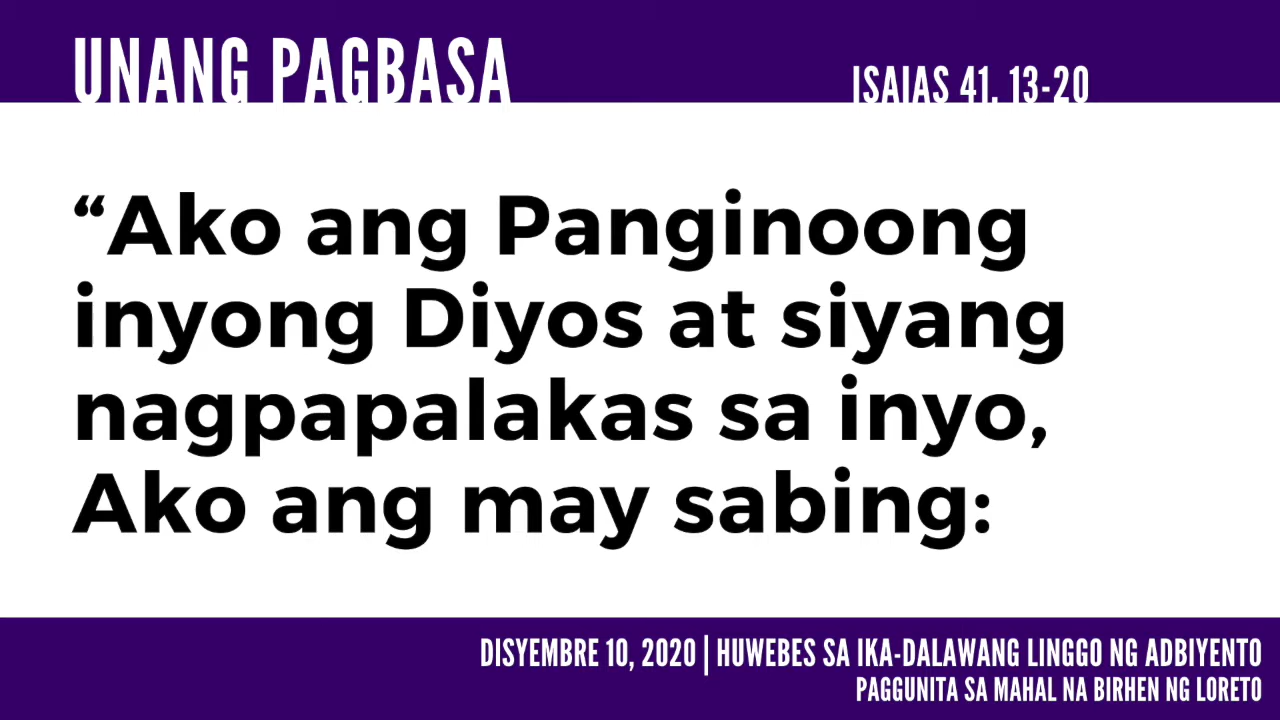 UNANG PAGBASA
ISAIAS 41, 13-20
“Ako ang Panginoong
inyong Diyos at siyang
nagpapalakas sa inyo,
Ako ang may sabing:
DISYEMBRE 10, 2020 | HUWEBES SA IKA-DALAWANG LINGGO NG ADBIYENTO
PAGGUNITA SA MAHAL NA BIRHEN NG LORETO